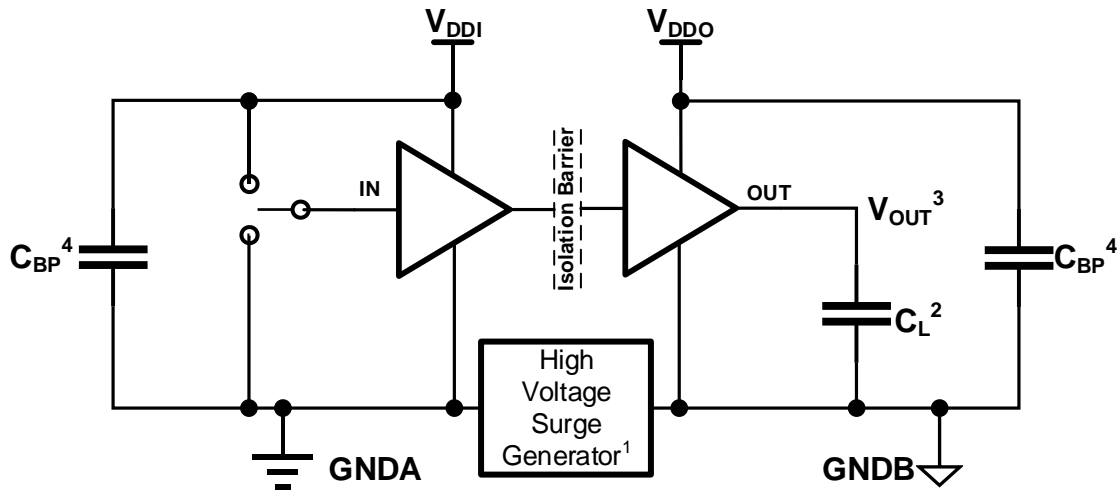 VDDI
VDDO
IN
Isolation Barrier
OUT
VOUT3
CBP4
CBP4
CL2
High
Voltage
Surge
Generator1
GNDA
GNDB